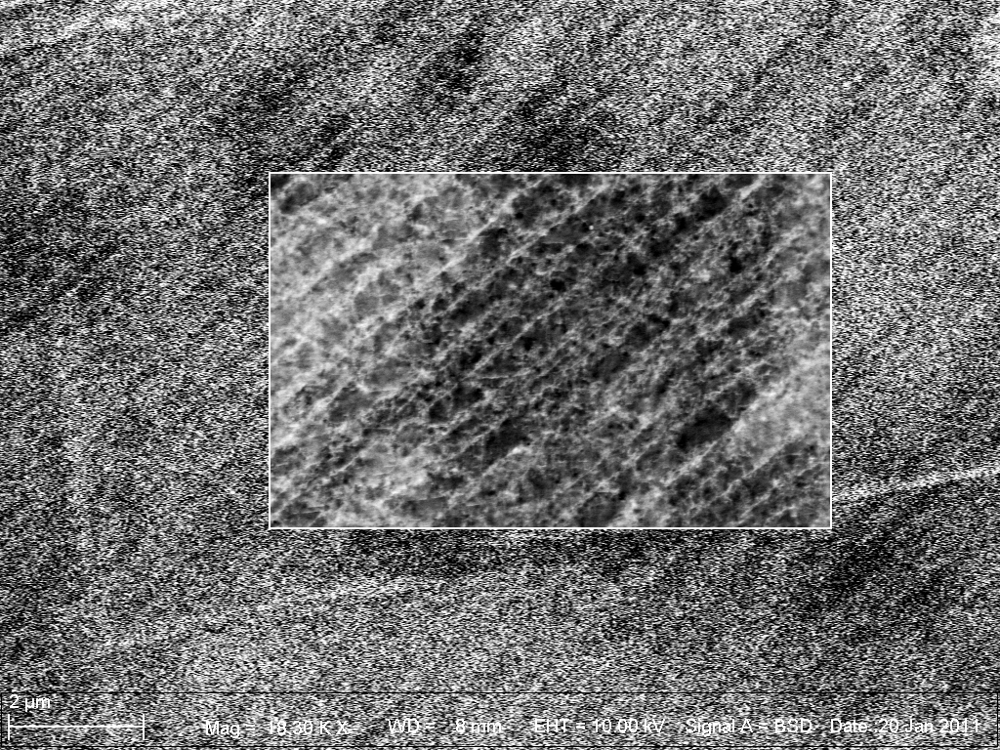 2 µm
Mag = 18.30 K X WD = 8 mm EHT = 10.00 kV Signal A = BSD Date :20 Jan 2011